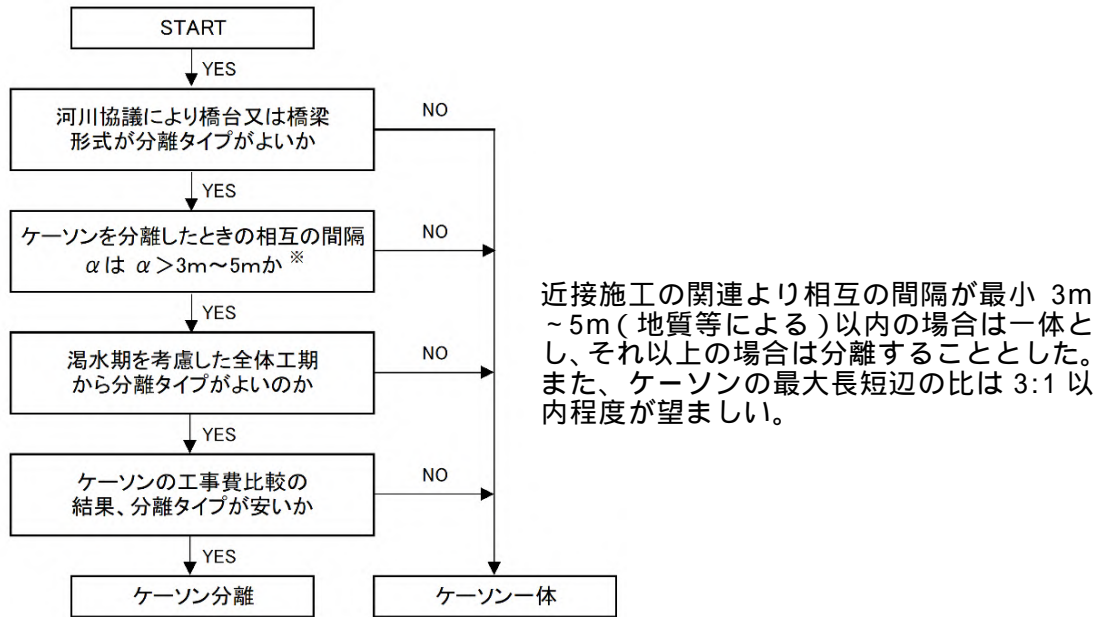 START
YES
河川協議により橋台又は橋梁
形式が分離タイプがよいか
NO
YES
ケーソンを分離したときの相互の間隔
αは α>3m～5mか ※
NO
YES
渇水期を考慮した全体工期
から分離タイプがよいのか
NO
YES
ケーソンの工事費比較の
結果、分離タイプが安いか
NO
YES
ケーソン分離
ケーソン一体
近接施工の関連より相互の間隔が最小 3m
~5m(地質等による)以内の場合は一体と
し、それ以上の場合は分離することとした。
また、ケーソンの最大長短辺の比は 3:1 以
内程度が望ましい。